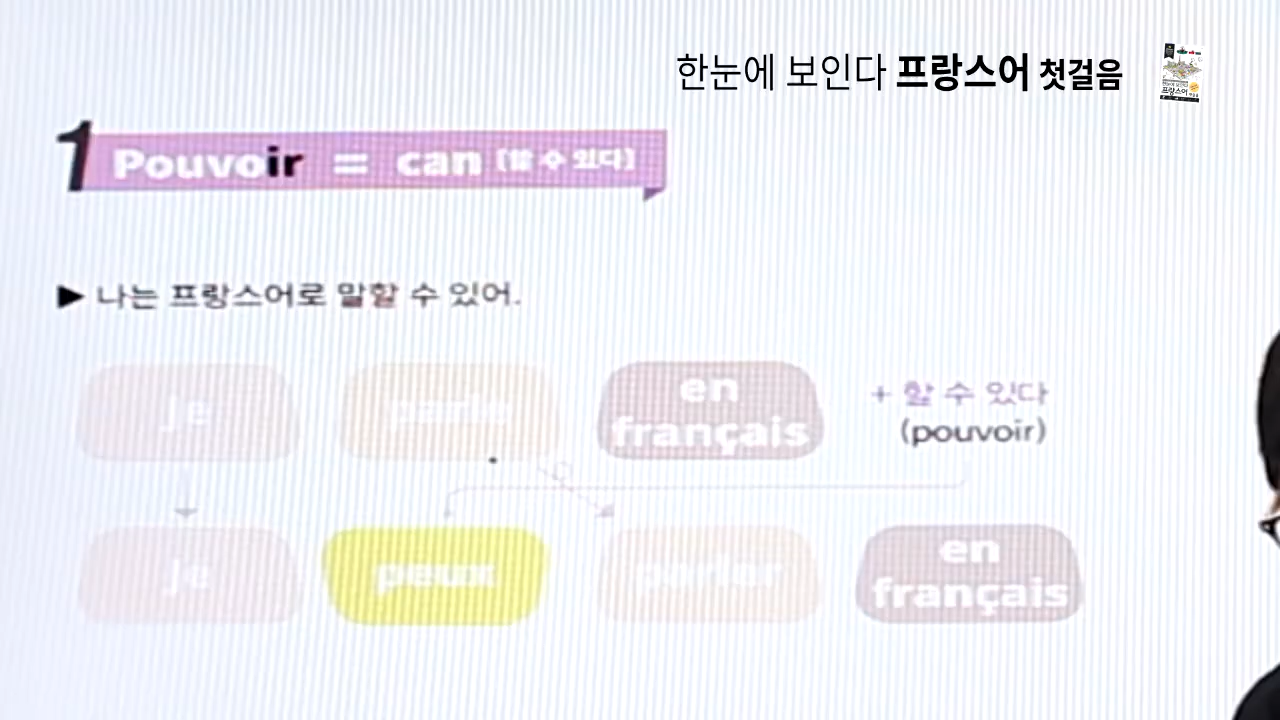 한눈에 보인다 프랑스어 첫걸음
1 Pouvoir = can [할 수 있다]
▶ 나는 프랑스어로 말할 수 있어.
je parle en français + 할 수 있다 (pouvoir)
je peux parler en français